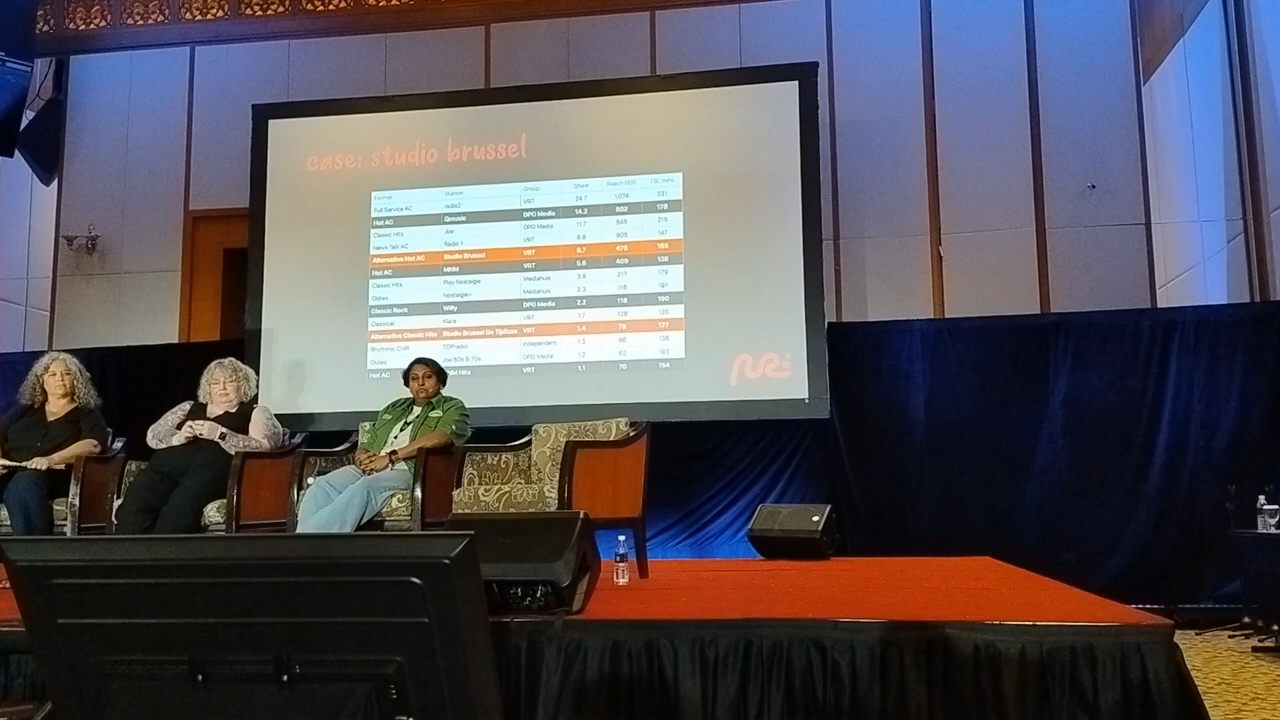 case: studio brussel
Format Station Group Share Reach 000 TSL mins
Full Service AC radio2 VRT 24.7 1,074 231
Hot AC Qmusic DPG Media 14.2 802 178
Classic Hits Joe DPG Media 11.7 545 215
News Talk AC Radio 1 VRT 8.9 605 147
Alternative Hot AC Studio Brussel VRT 8.7 475 185
Hot AC MNM VRT 5.6 409 138
Classic Hits Play Nostalgie Mediahuis 3.9 217 179
Oldies Nostalgie+ Mediahuis 2.3 116 197
Classic Rock Willy DPG Media 2.2 118 190
Classical Klara VRT 1.7 128 135
Alternative Classic Hits Studio Brussel De Tijdloze VRT 1.4 79 177
Rhythmic CHR TOPradio independent 1.3 96 138
Oldies Joe 60s & 70s DPG Media 1.2 62 193
Hot AC Hits VRT 1.1 70 154